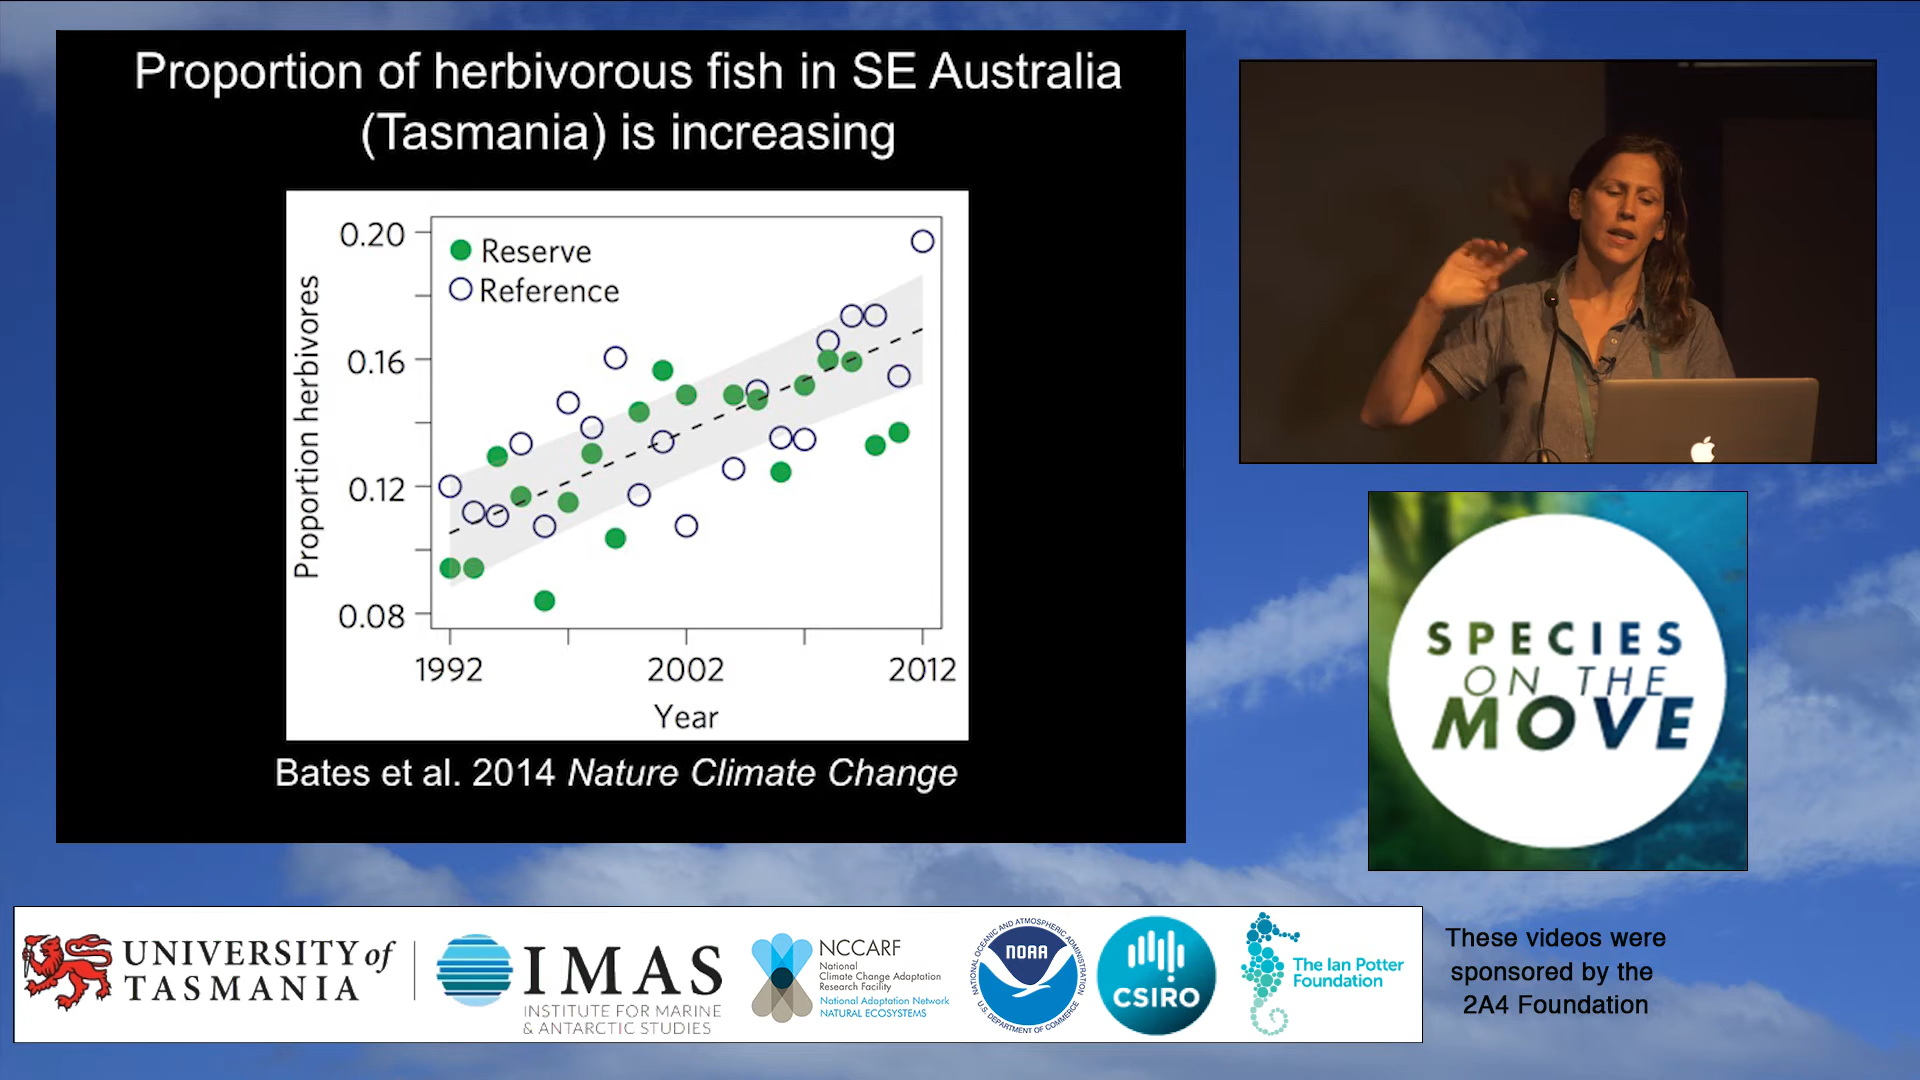 Proportion of herbivorous fish in SE Australia
(Tasmania) is increasing
0.20
0.16
0.12
0.08
Proportion herbivores
Reserve
Reference
1992
2002
2012
Year
Bates et al. 2014 Nature Climate Change
SPECIES
ON THE
MOVE
UNIVERSITY of
TASMANIA
IMAS
INSTITUTE FOR MARINE
& ANTARCTIC STUDIES
NCCARF
National
Climate Change Adaptation
Research Facility
National Adaptation Network
NATURAL ECOSYSTEMS
NATIONAL OCEANIC AND ATMOSPHERIC ADMINISTRATION
NOAA
U.S. DEPARTMENT OF COMMERCE
CSIRO
The Ian Potter
Foundation
These videos were
sponsored by the
2A4 Foundation